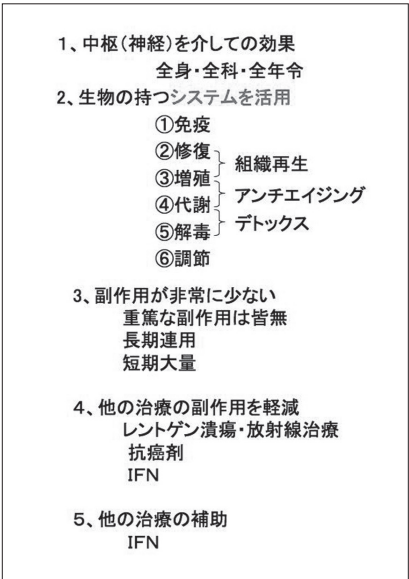 1、中枢(神経)を介しての効果
全身・全科・全年令
2、生物の持つシステムを活用
①免疫
②修復
組織再生
③増殖
アンチエイジング
④代謝
デトックス
⑤解毒
⑥調節
3、副作用が非常に少ない
重篤な副作用は皆無
長期連用
短期大量
4、他の治療の副作用を軽減
レントゲン潰瘍・放射線治療
抗癌剤
IFN
5、他の治療の補助
IFN